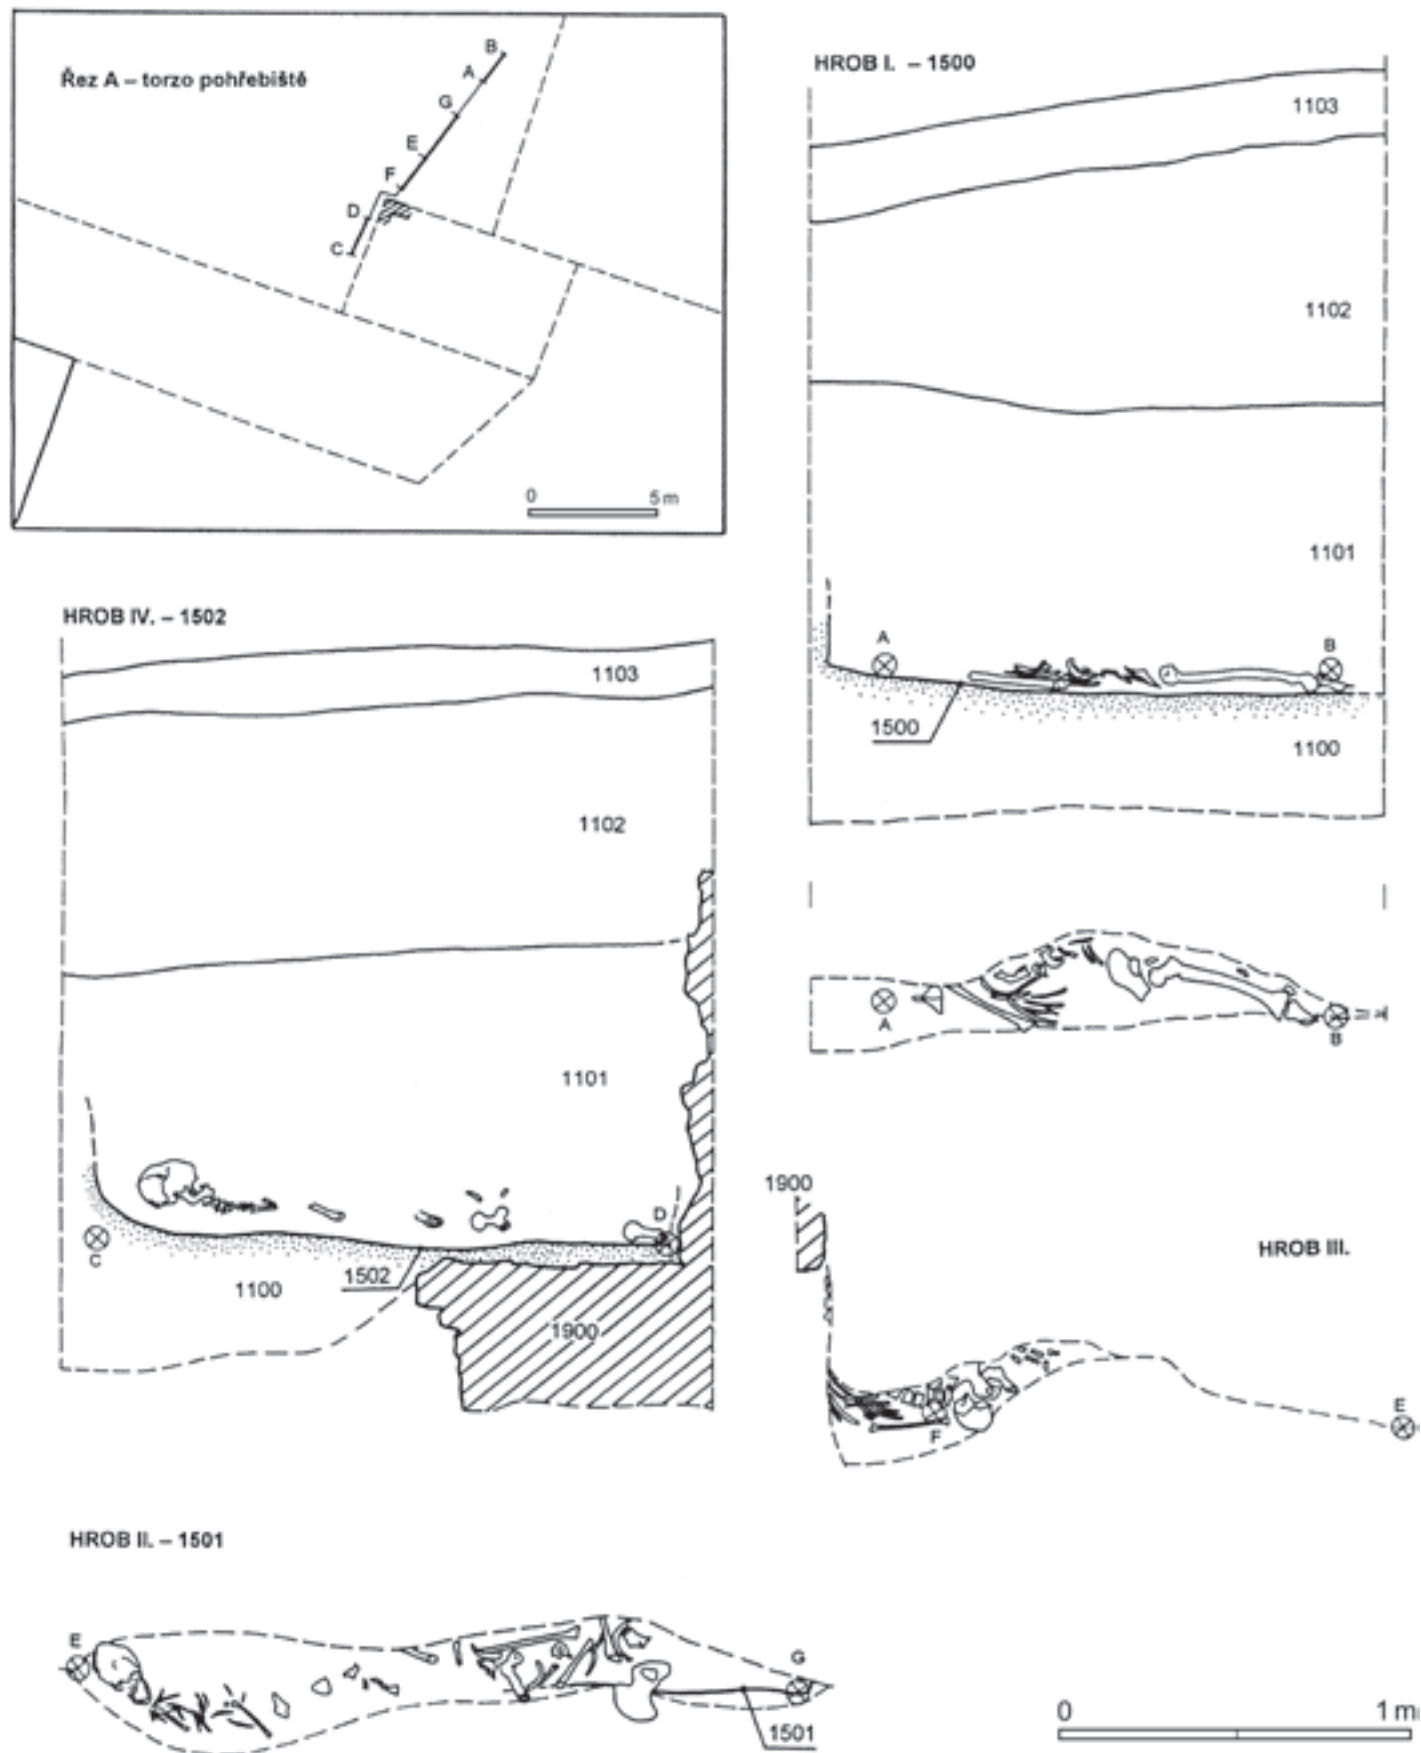 Řez A – torzo pohřebiště
B
A
G
E
F
D
C
0 5 m
HROB I. – 1500
1103
1102
1101
A
B
1500
1100
A
B
HROB IV. – 1502
1103
1102
1101
D
C
1502
1100
1900
1900
HROB III.
F
E
HROB II. – 1501
E
G
1501
0 1 m